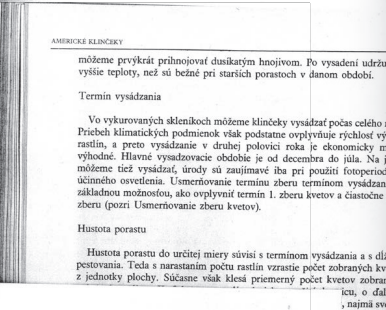 AMERICKÉ KLINČEKY
môžeme prvýkrát prihnojovať dusíkatým hnojivom. Po vysadení udržu
vyššie teploty, než sú bežné pri starších porastoch v danom období.
Termín vysádzania
Vo vykurovaných skleníkoch môžeme klinčeky vysádzať počas celého
Priebeh klimatických podmienok však podstatne ovplyvňuje rýchlosť vý
rastlín, a preto vysádzanie v druhej polovici roka je ekonomicky m
výhodné. Hlavné vysadzovacie obdobie je od decembra do júla. Na j
môžeme tiež vysádzať, úrody sú zaujímavé iba pri použití fotoperiod
účinného osvetlenia. Usmerňovanie termínu zberu termínom vysádzan
základnou možnosťou, ako ovplyvniť termín 1. zberu kvetov a čiastočne
zberu (pozri Usmerňovanie zberu kvetov).
Hustota porastu
Hustota porastu do určitej miery súvisí s termínom vysádzania a s dĺž
pestovania. Teda s narastaním počtu rastlín vzrastie počet zobraných kv
z jednotky plochy. Súčasne však klesá priemerný počet kvetov zobran
icu, o ďal
, najmä sve